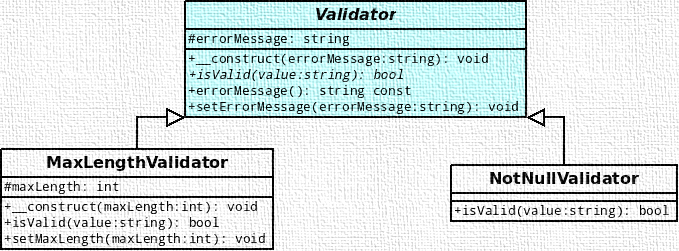 Validator
#errorMessage: string
+__construct(errorMessage:string): void
+isValid(value:string): bool
+errorMessage(): string const
+setErrorMessage(errorMessage:string): void
MaxLengthValidator
#maxLength: int
+__construct(maxLength:int): void
+isValid(value:string): bool
+setMaxLength(maxLength:int): void
NotNullValidator
+isValid(value:string): bool